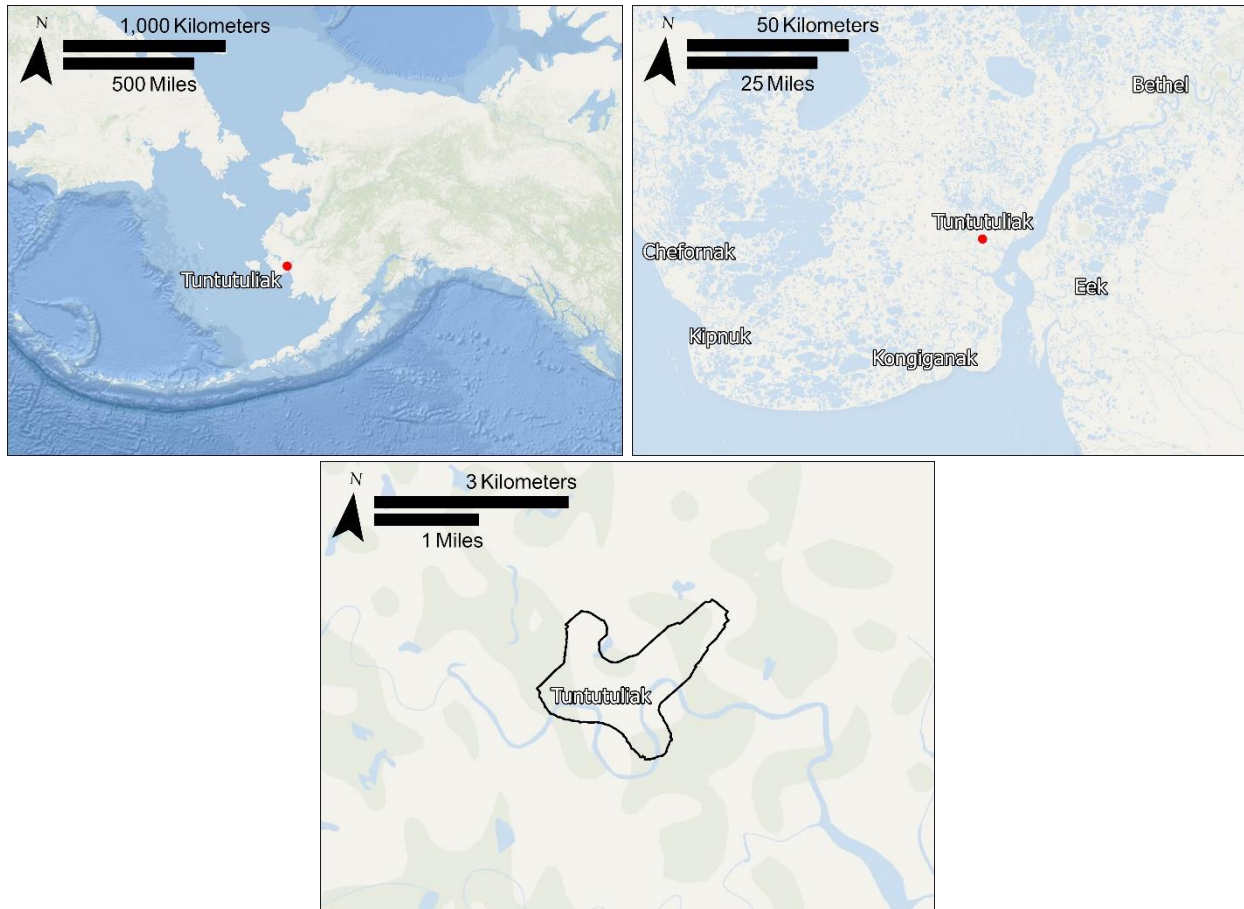 N
1,000 Kilometers
500 Miles
Tuntutuliak
N
50 Kilometers
25 Miles
Bethel
Tuntutuliak
Chefornak
Eek
Kipnuk
Kongiganak
N
3 Kilometers
1 Miles
Tuntutuliak